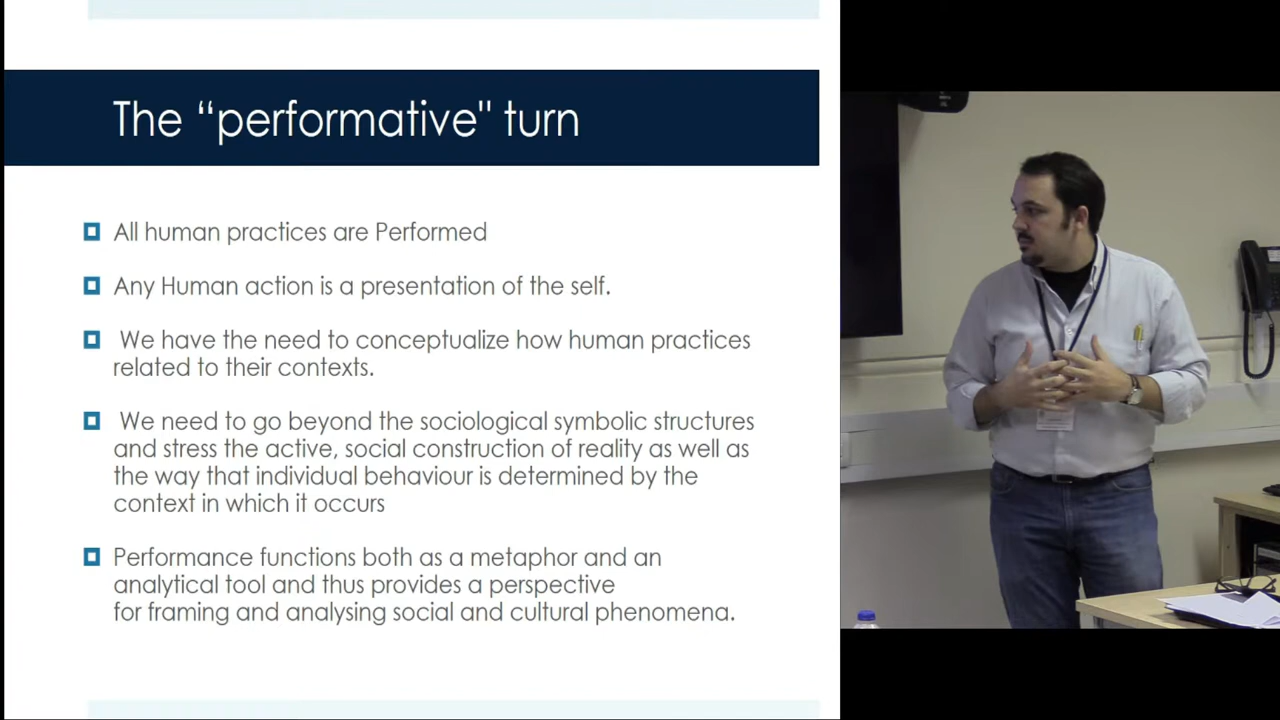 The “performative" turn
All human practices are Performed
Any Human action is a presentation of the self.
We have the need to conceptualize how human practices
related to their contexts.
We need to go beyond the sociological symbolic structures
and stress the active, social construction of reality as well as
the way that individual behaviour is determined by the
context in which it occurs
Performance functions both as a metaphor and an
analytical tool and thus provides a perspective
for framing and analysing social and cultural phenomena.